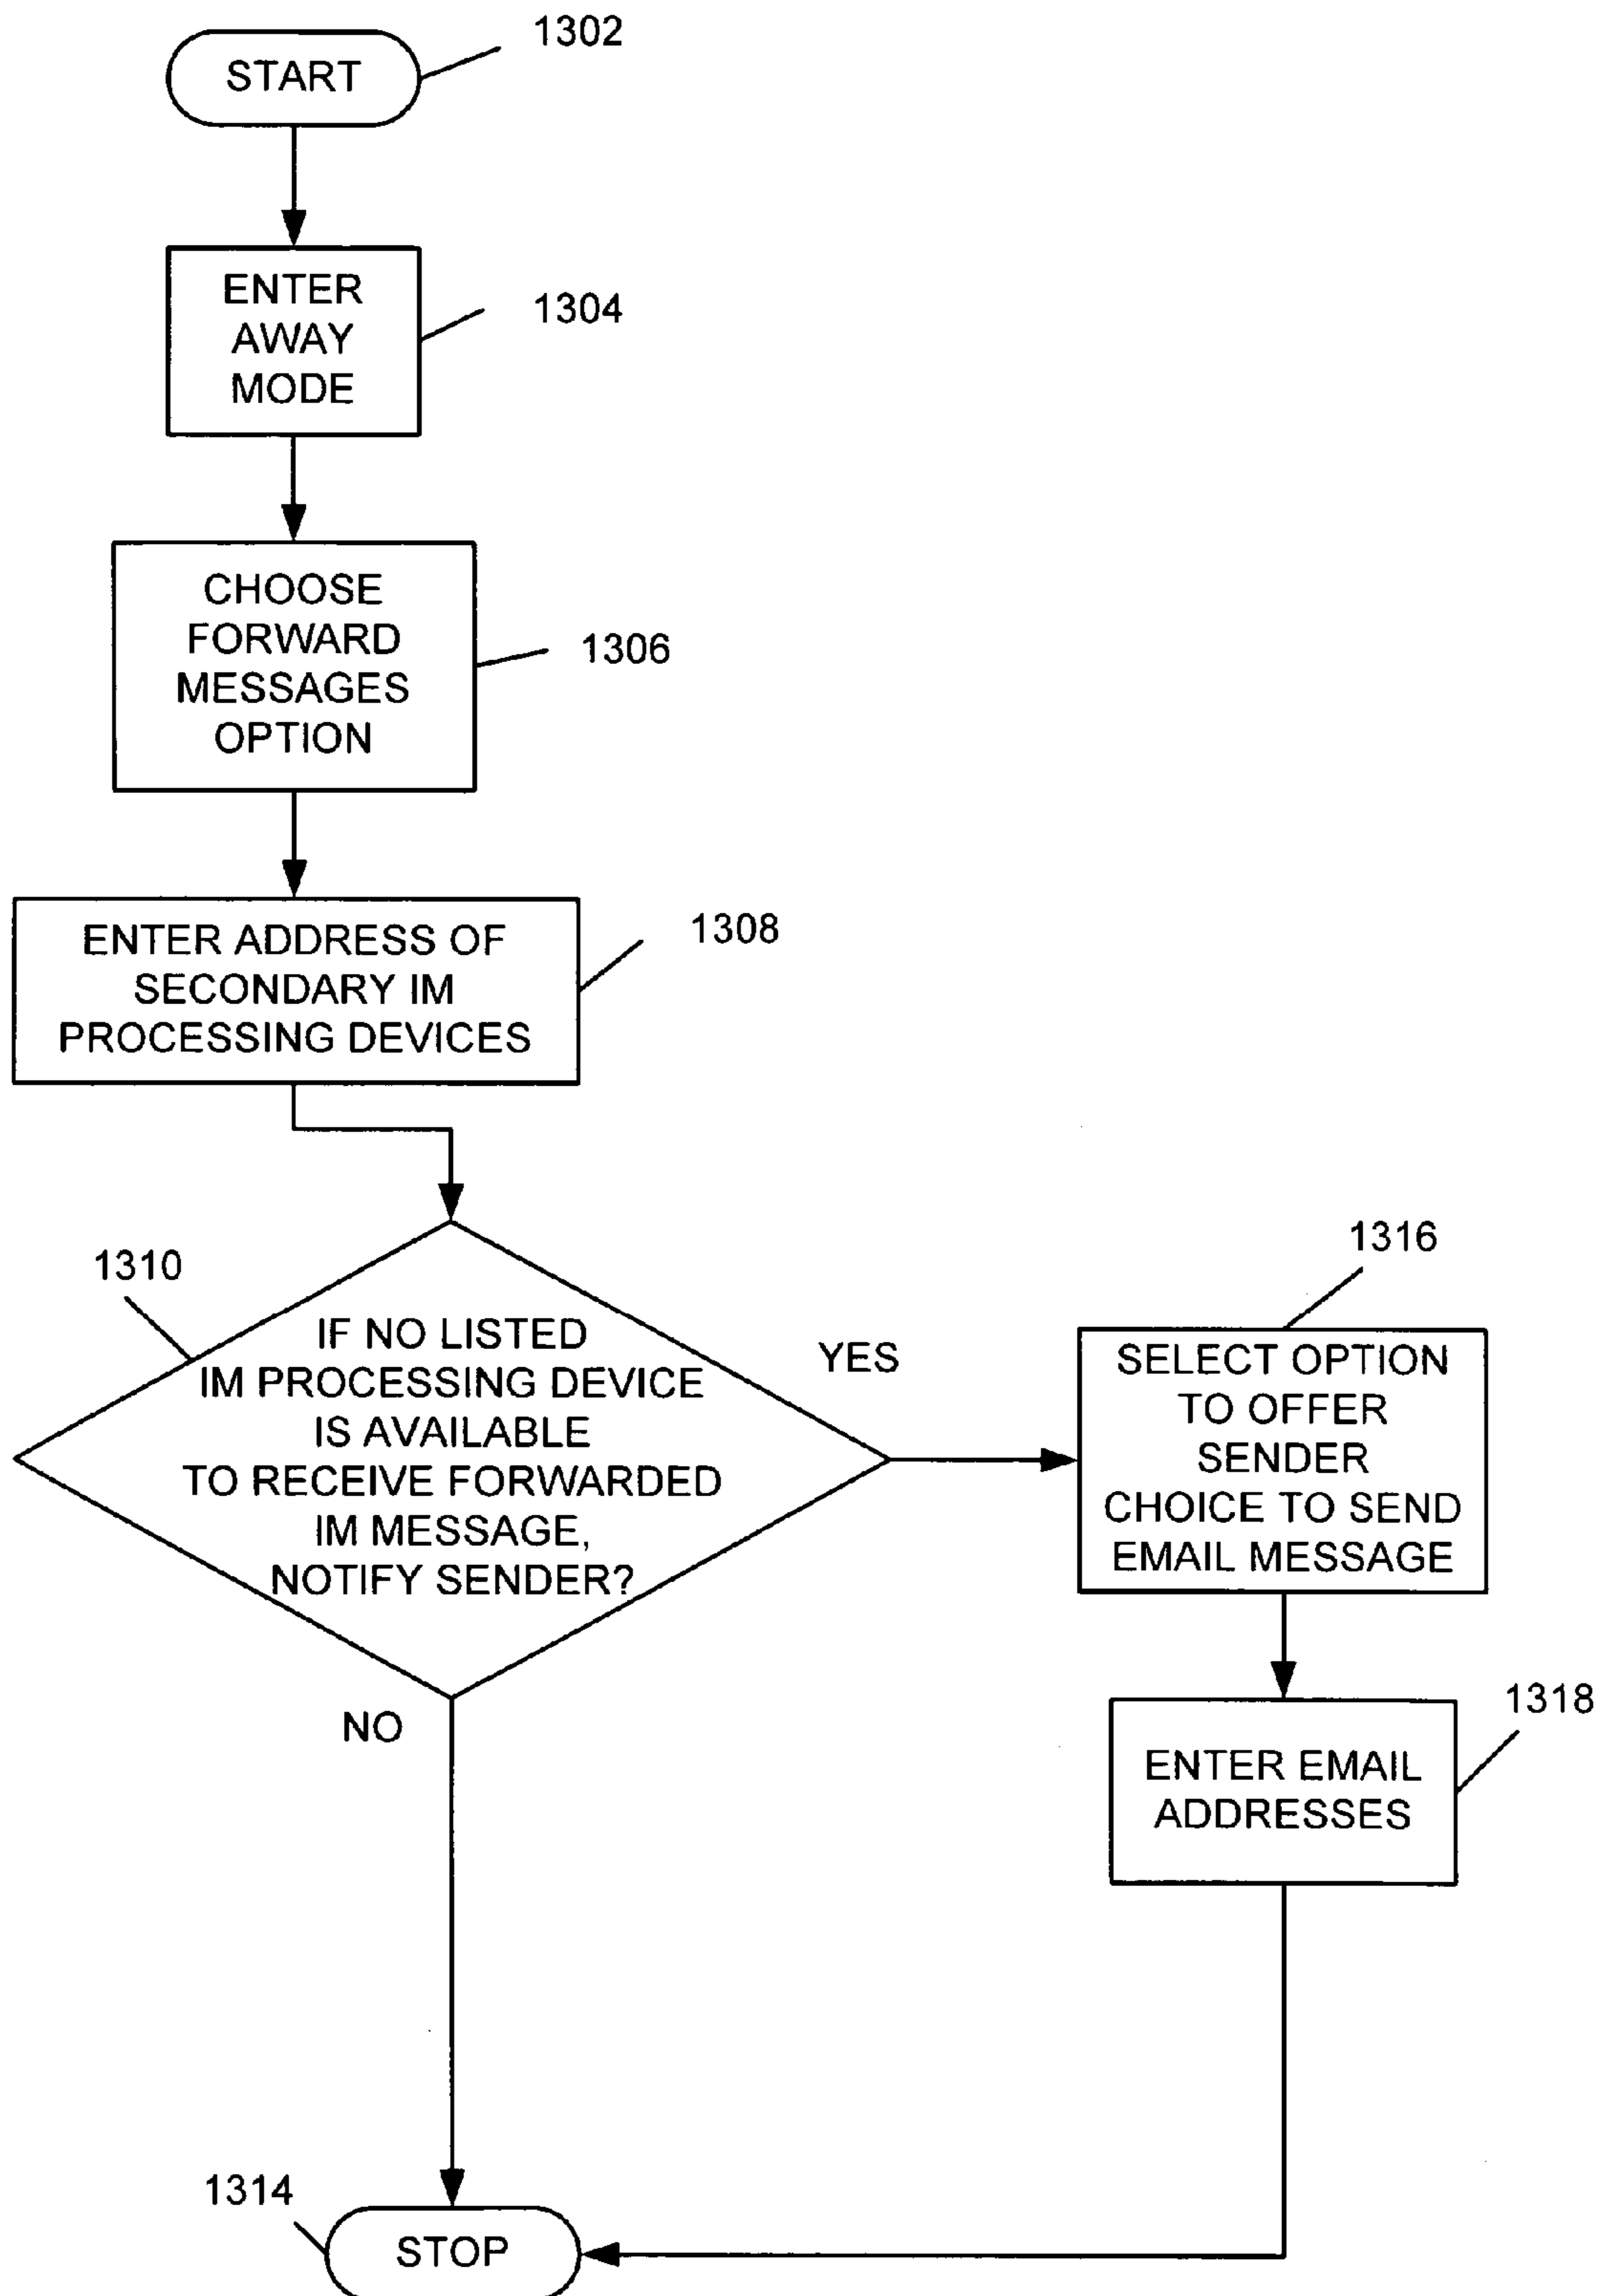 1302
START
ENTER
AWAY
MODE
1304
CHOOSE
FORWARD
MESSAGES
OPTION
1306
ENTER ADDRESS OF
SECONDARY IM
PROCESSING DEVICES
1308
1310
IF NO LISTED
IM PROCESSING DEVICE
IS AVAILABLE
TO RECEIVE FORWARDED
IM MESSAGE,
NOTIFY SENDER?
YES
1316
SELECT OPTION
TO OFFER
SENDER
CHOICE TO SEND
EMAIL MESSAGE
1318
ENTER EMAIL
ADDRESSES
NO
1314
STOP